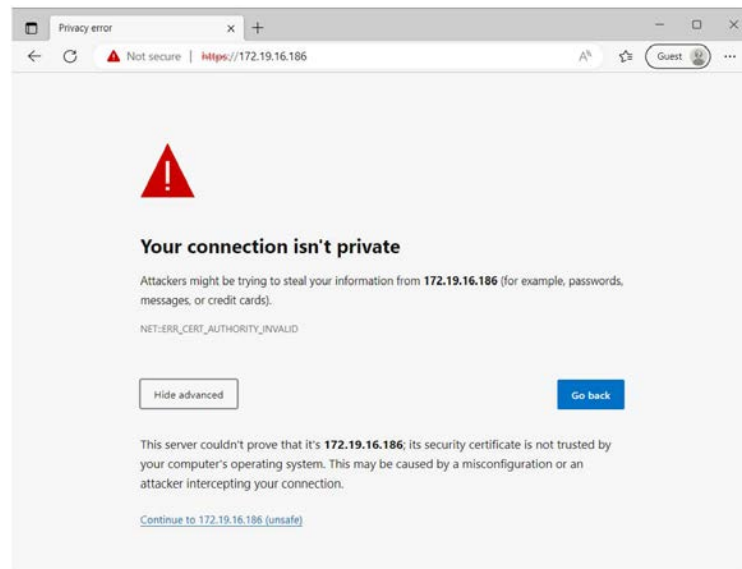 Privacy error
Not secure | https://172.19.16.186
Guest
Your connection isn't private
Attackers might be trying to steal your information from 172.19.16.186 (for example, passwords,
messages, or credit cards).
NET::ERR_CERT_AUTHORITY_INVALID
Hide advanced
Go back
This server couldn't prove that it's 172.19.16.186; its security certificate is not trusted by
your computer's operating system. This may be caused by a misconfiguration or an
attacker intercepting your connection.
Continue to 172.19.16.186 (unsafe)